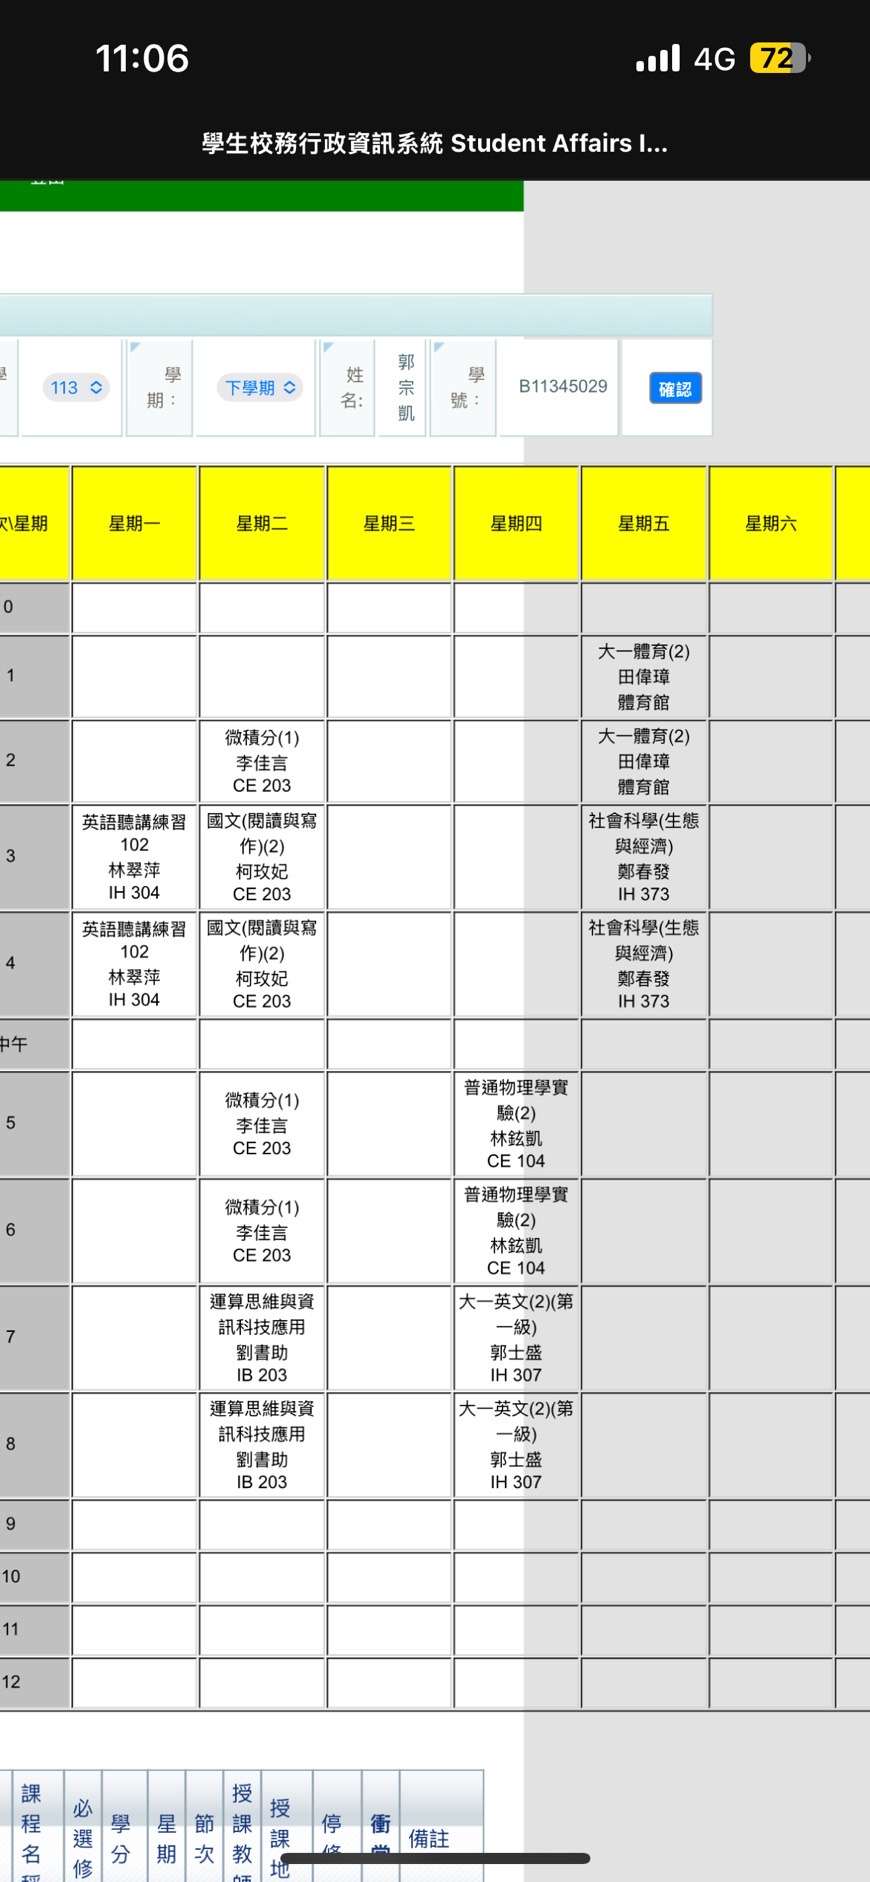 11:06
4G
72
學生校務行政資訊系統 Student Affairs I...
113
學
期：
下學期
姓
名:
郭
宗
凱
學
號：
B11345029
確認
次\星期
星期一
星期二
星期三
星期四
星期五
星期六
0
1
大一體育(2)
田偉璋
體育館
2
微積分(1)
李佳言
CE 203
大一體育(2)
田偉璋
體育館
3
英語聽講練習
102
林翠萍
IH 304
國文(閱讀與寫
作)(2)
柯玫妃
CE 203
社會科學(生態
與經濟)
鄭春發
IH 373
4
英語聽講練習
102
林翠萍
IH 304
國文(閱讀與寫
作)(2)
柯玫妃
CE 203
社會科學(生態
與經濟)
鄭春發
IH 373
中午
5
微積分(1)
李佳言
CE 203
普通物理學實
驗(2)
林鉉凱
CE 104
6
微積分(1)
李佳言
CE 203
普通物理學實
驗(2)
林鉉凱
CE 104
7
運算思維與資
訊科技應用
劉書助
IB 203
大一英文(2)(第
一級)
郭士盛
IH 307
8
運算思維與資
訊科技應用
劉書助
IB 203
大一英文(2)(第
一級)
郭士盛
IH 307
9
10
11
12
課
程
名
稱
必
選
修
學
分
星
期
節
次
授
課
教
師
授
課
地
停
修
衝
堂
備註